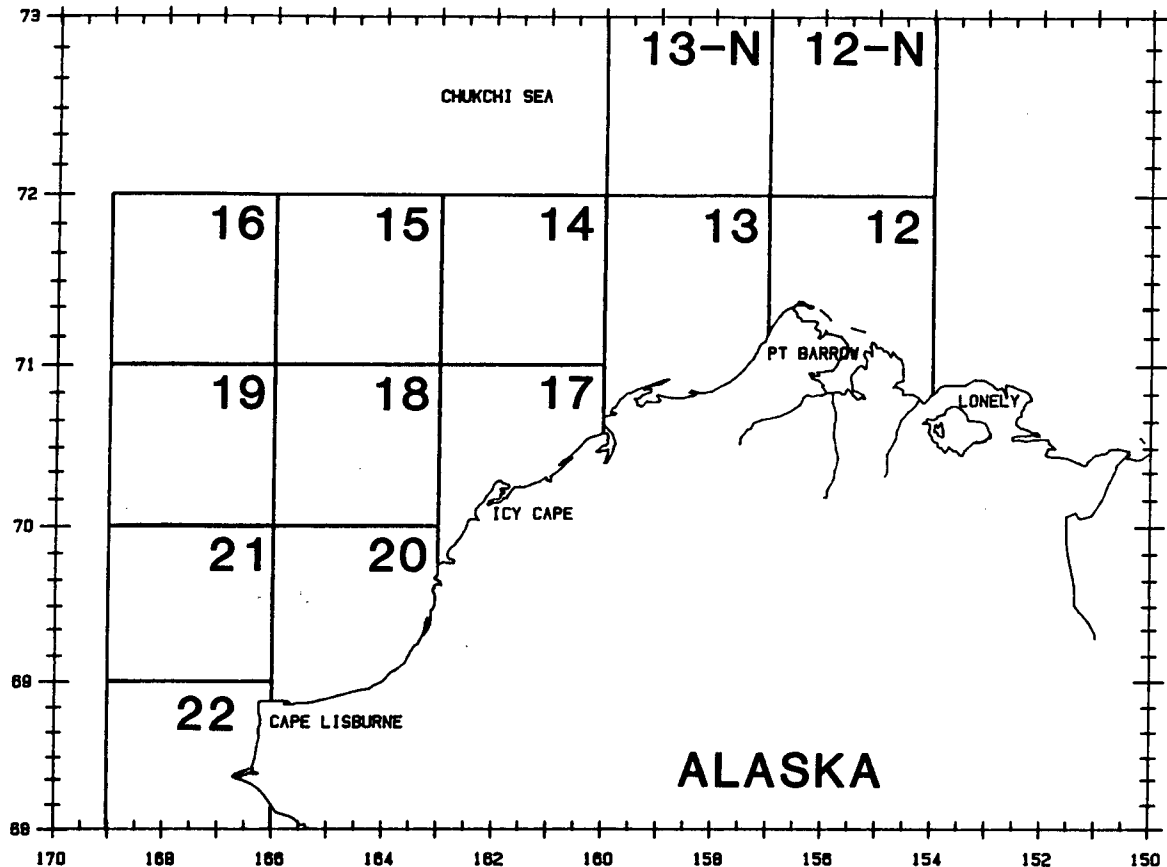 73
13-N 12-N
CHUKCHI SEA
72
16 15 14 13 12
PT BARROW
71
19 18 17
LONELY
ICY CAPE
70
21 20
69
22
CAPE LISBURNE
ALASKA
68
170 168 166 164 162 160 158 156 154 152 150